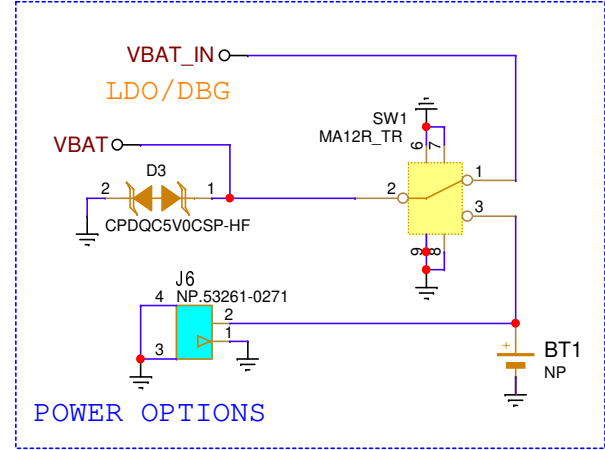 VBAT_IN
LDO/DBG
SW1
MA12R_TR
6 7
VBAT
D3
2 1
CPDQC5V0CSP-HF
2 1
3
9 8
J6
NP.53261-0271
4 2
1
3
+
BT1
NP
POWER OPTIONS